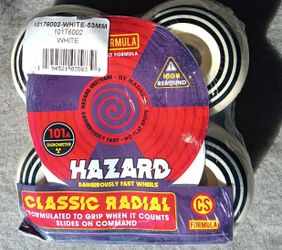 10176002-WHITE-53MM
10176002
WHITE
FORMULA
HIGH
REBOUND
HAZARD
101A
DUROMETER
HAZARD
DANGEROUSLY FAST WHEELS
CLASSIC RADIAL
FORMULATED TO GRIP WHEN IT COUNTS
SLIDES ON COMMAND
CS
FORMULA